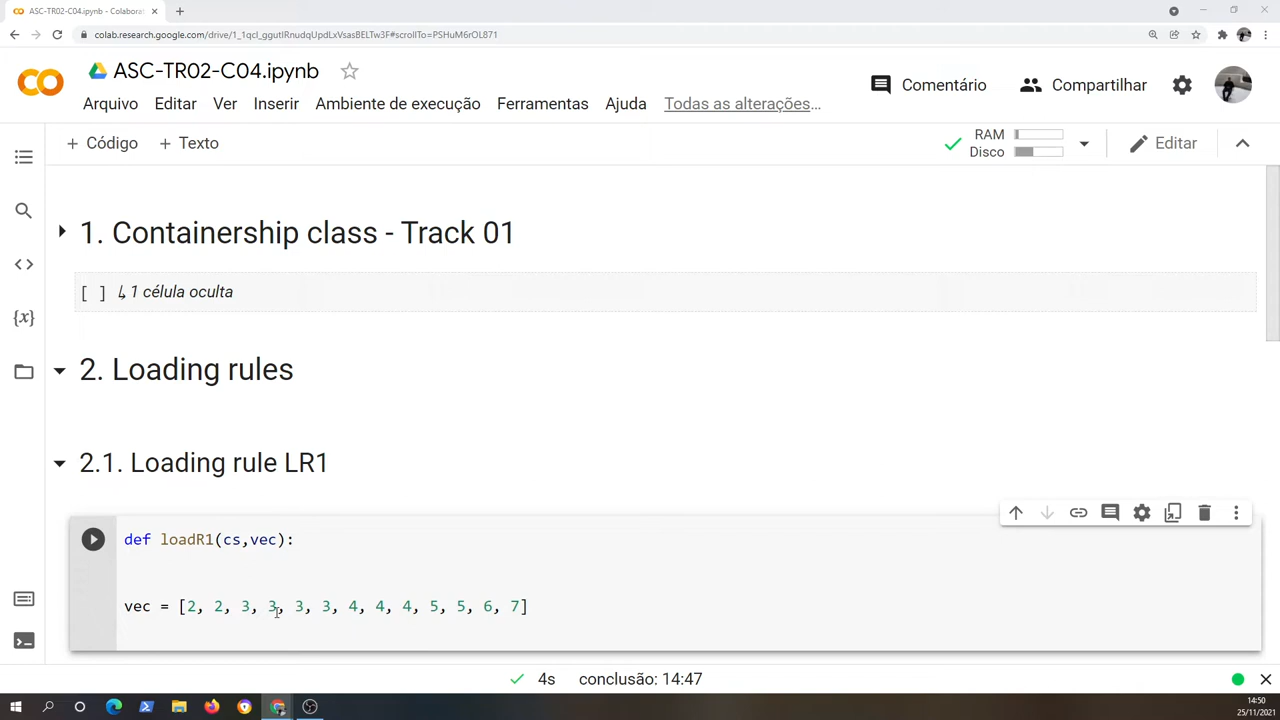 ASC-TR02-C04.ipynb - Colaborat
colab.research.google.com/drive/1_1qcI_ggutIRnudqUpdLxVsasBELTw3F#scrollTo=PSHuM6rOL871
ASC-TR02-C04.ipynb
Comentário
Compartilhar
Arquivo Editar Ver Inserir Ambiente de execução Ferramentas Ajuda Todas as alterações…
+ Código + Texto
RAM
Disco
Editar
1. Containership class - Track 01
[ ] ↳ 1 célula oculta
2. Loading rules
2.1. Loading rule LR1
def loadR1(cs,vec):
vec = [2, 2, 3, 3, 3, 3, 4, 4, 4, 5, 5, 6, 7]
4s conclusão: 14:47
14:50
25/11/2021